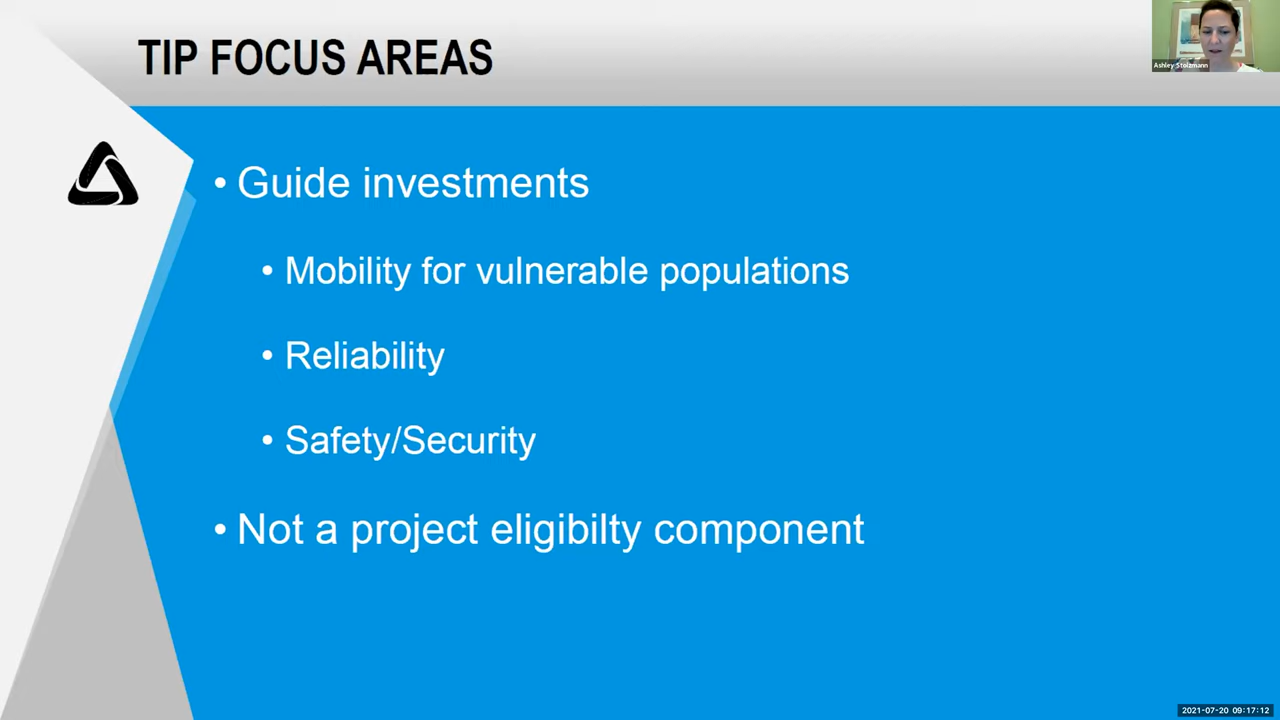 TIP FOCUS AREAS
Ashley Stolzmann
• Guide investments
• Mobility for vulnerable populations
• Reliability
• Safety/Security
• Not a project eligibilty component
2021-07-20 09:17:12